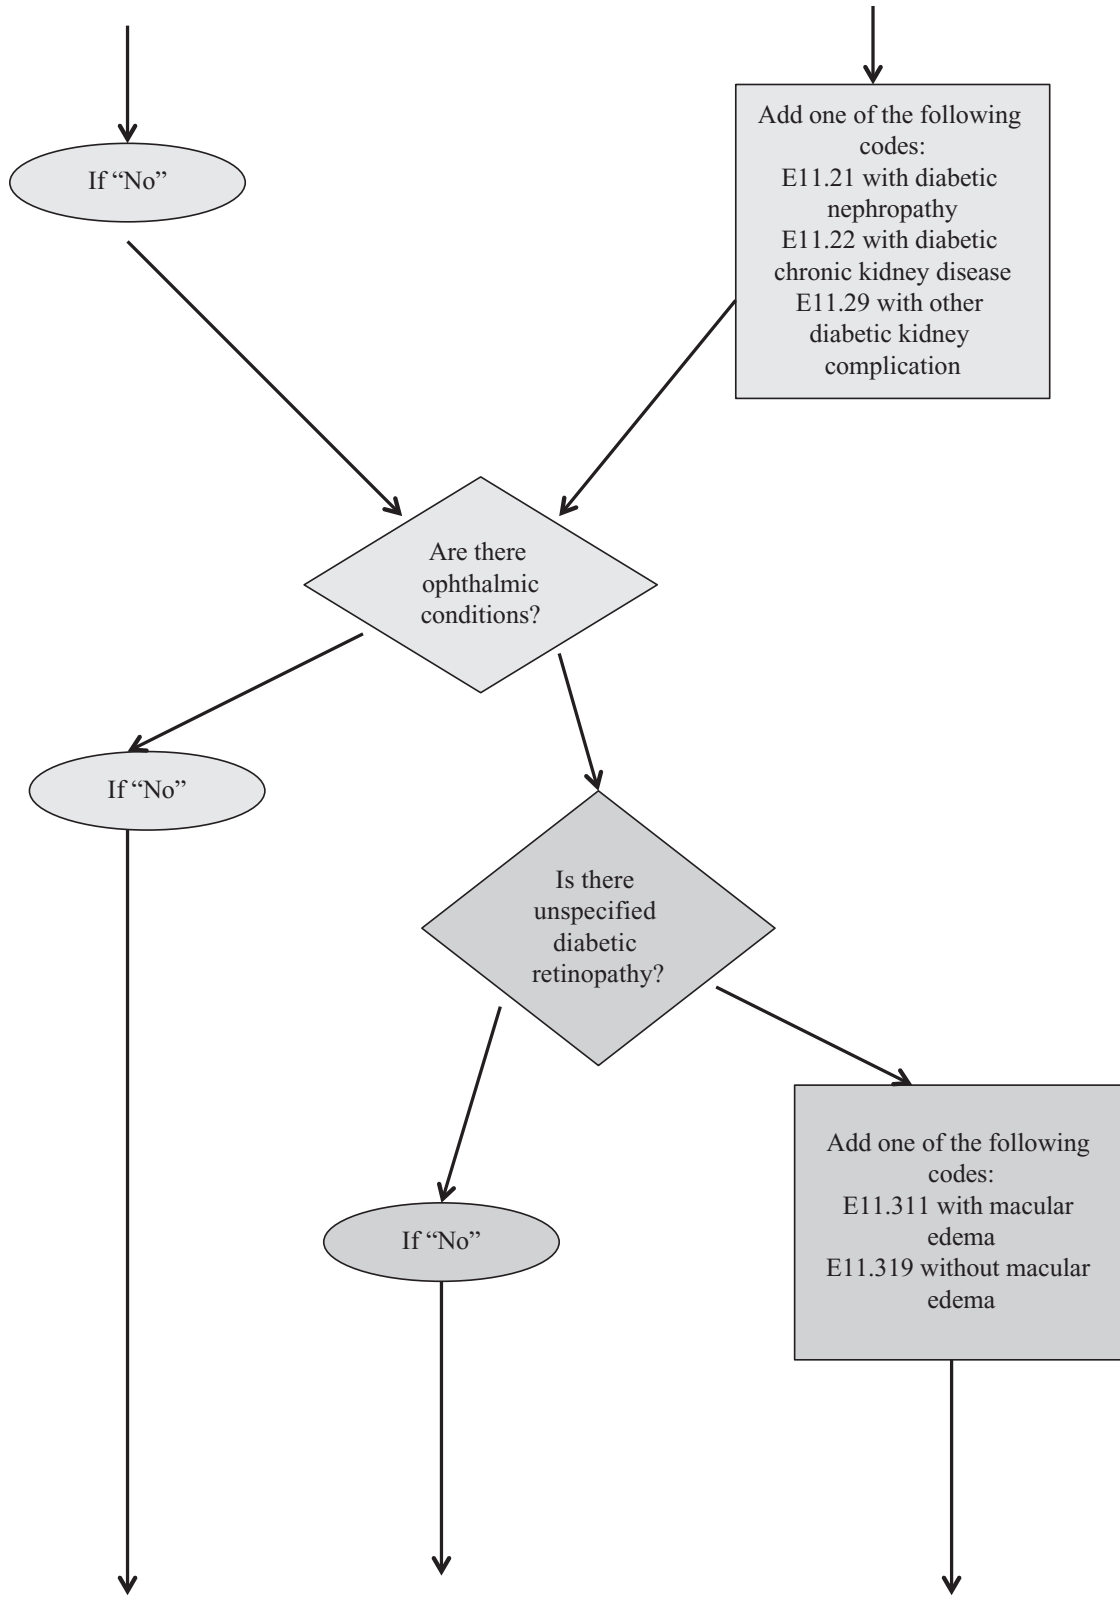 If “No”
Add one of the following
codes:
E11.21 with diabetic
nephropathy
E11.22 with diabetic
chronic kidney disease
E11.29 with other
diabetic kidney
complication
Are there
ophthalmic
conditions?
If “No”
Is there
unspecified
diabetic
retinopathy?
If “No”
Add one of the following
codes:
E11.311 with macular
edema
E11.319 without macular
edema